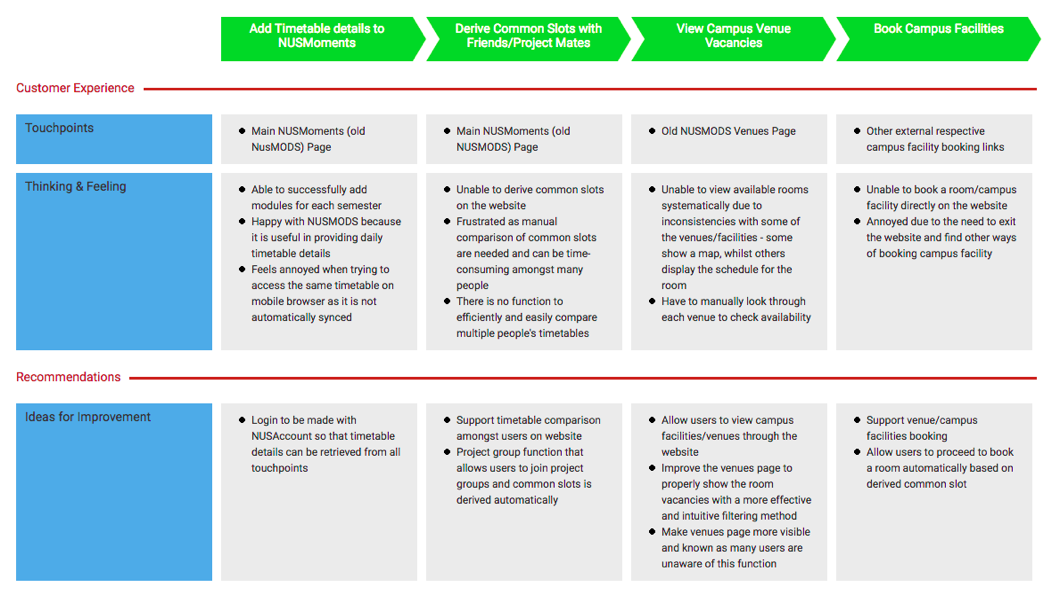 Add Timetable details to
NUSMoments
Derive Common Slots with
Friends/Project Mates
View Campus Venue
Vacancies
Book Campus Facilities
Customer Experience
Touchpoints
Main NUSMoments (old
NusMODS) Page
Main NUSMoments (old
NUSMODS) Page
Old NUSMODS Venues Page
Other external respective
campus facility booking links
Thinking & Feeling
Able to successfully add
modules for each semester
Happy with NUSMODS because
it is useful in providing daily
timetable details
Feels annoyed when trying to
access the same timetable on
mobile browser as it is not
automatically synced
Unable to derive common slots
on the website
Frustrated as manual
comparison of common slots
are needed and can be time-
consuming amongst many
people
There is no function to
efficiently and easily compare
multiple people's timetables
Unable to view available rooms
systematically due to
inconsistencies with some of
the venues/facilities - some
show a map, whilst others
display the schedule for the
room
Have to manually look through
each venue to check availability
Unable to book a room/campus
facility directly on the website
Annoyed due to the need to exit
the website and find other ways
of booking campus facility
Recommendations
Ideas for Improvement
Login to be made with
NUSAccount so that timetable
details can be retrieved from all
touchpoints
Support timetable comparison
amongst users on website
Project group function that
allows users to join project
groups and common slots is
derived automatically
Allow users to view campus
facilities/venues through the
website
Improve the venues page to
properly show the room
vacancies with a more effective
and intuitive filtering method
Make venues page more visible
and known as many users are
unaware of this function
Support venue/campus
facilities booking
Allow users to proceed to book
a room automatically based on
derived common slot